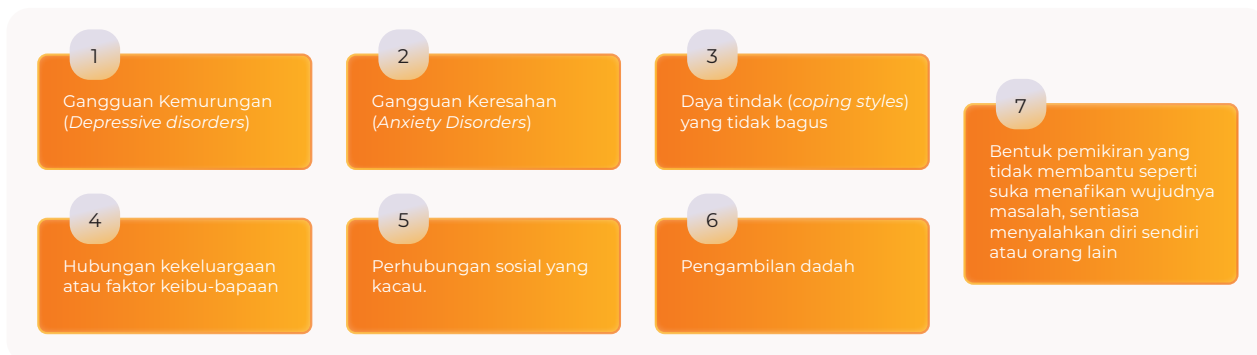 1
Gangguan Kemurungan
(Depressive disorders)
2
Gangguan Keresahan
(Anxiety Disorders)
3
Daya tindak (coping styles)
yang tidak bagus
4
Hubungan kekeluargaan
atau faktor keibu-bapaan
5
Perhubungan sosial yang
kacau.
6
Pengambilan dadah
7
Bentuk pemikiran yang
tidak membantu seperti
suka menafikan wujudnya
masalah, sentiasa
menyalahkan diri sendiri
atau orang lain